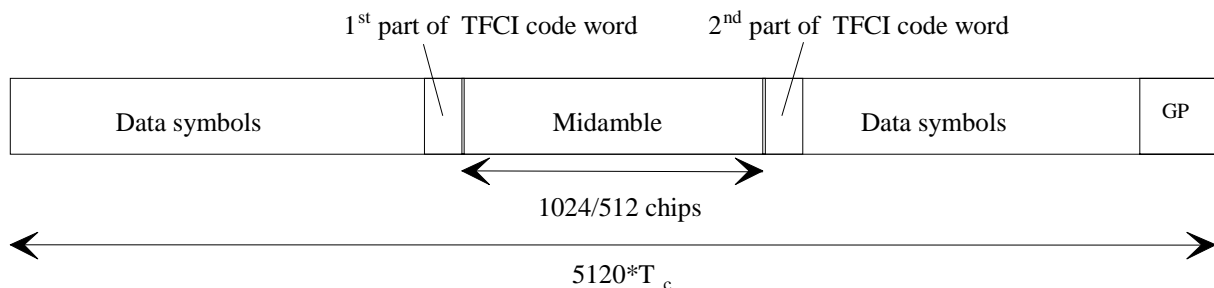 1st part of TFCI code word
2nd part of TFCI code word
Data symbols
Midamble
Data symbols
GP
1024/512 chips
5120*Tc